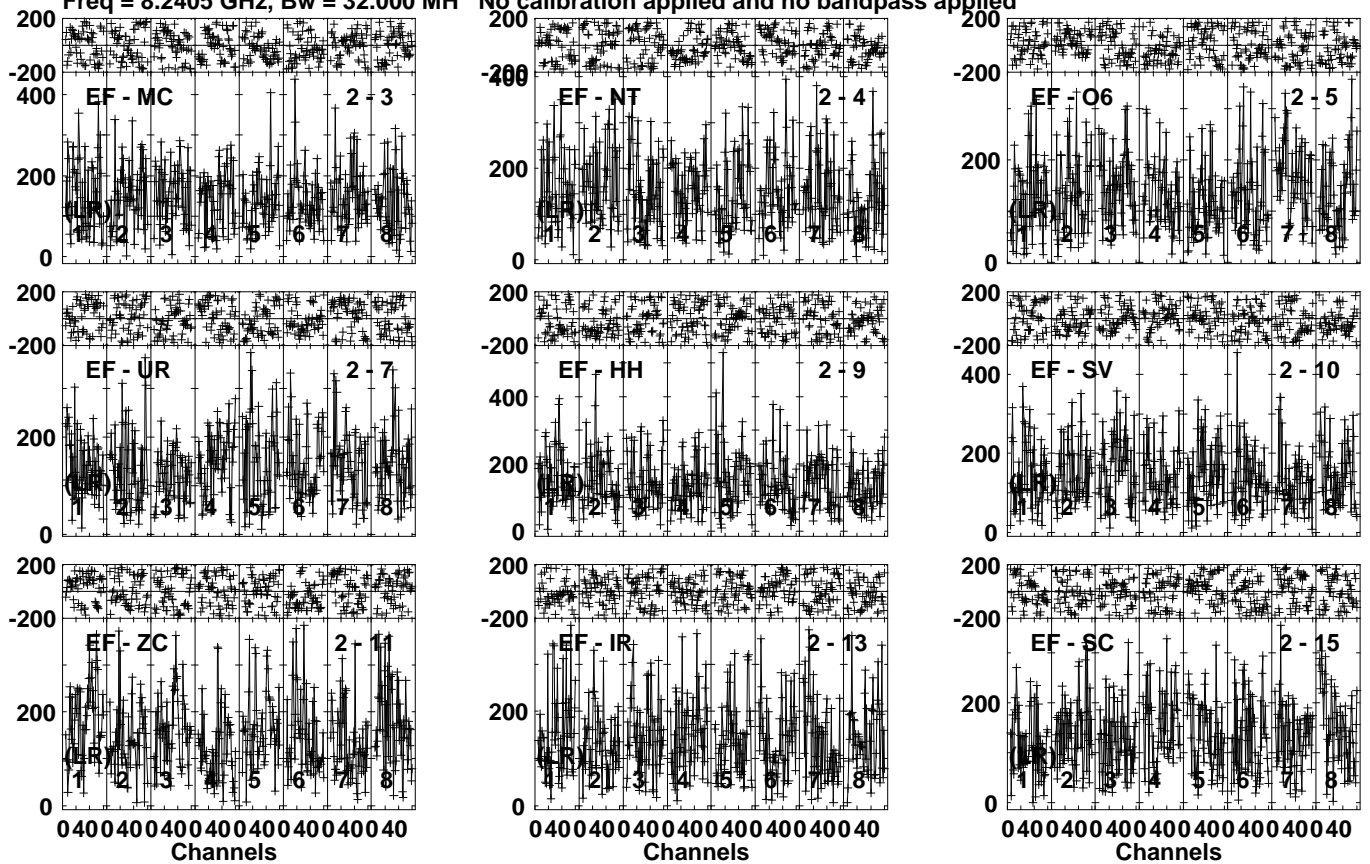 Freq = 8.2405 GHz, Bw = 32.000 MH No calibration applied and no bandpass applied
200 200 200
-200 -200 -200
EF - MC 2 - 3 EF - NT 2 - 4 EF - O6 2 - 5
400 400
200 200 200
(LR) (LR) (LR)
1 2 3 4 5 6 7 8 1 2 3 4 5 6 7 8 1 2 3 4 5 6 7 8
0 0 0
200 200 200
-200 -200 -200
EF - UR 2 - 7 EF - HH 2 - 9 EF - SV 2 - 10
400 400
200 200 200
(LR) (LR) (LR)
1 2 3 4 5 6 7 8 1 2 3 4 5 6 7 8 1 2 3 4 5 6 7 8
0 0 0
200 200 200
-200 -200 -200
EF - ZC 2 - 11 EF - IR 2 - 13 EF - SC 2 - 15
200 200 200
(LR) (LR) (LR)
1 2 3 4 5 6 7 8 1 2 3 4 5 6 7 8 1 2 3 4 5 6 7 8
0 0 0
0 40 0 40 0 40 0 40 0 40 0 40 0 40 0 40 0 40 0 40 0 40 0 40 0 40 0 40 0 40 0 40 0 40 0 40 0 40 0 40 0 40 0 40 0 40 0 40
Channels Channels Channels